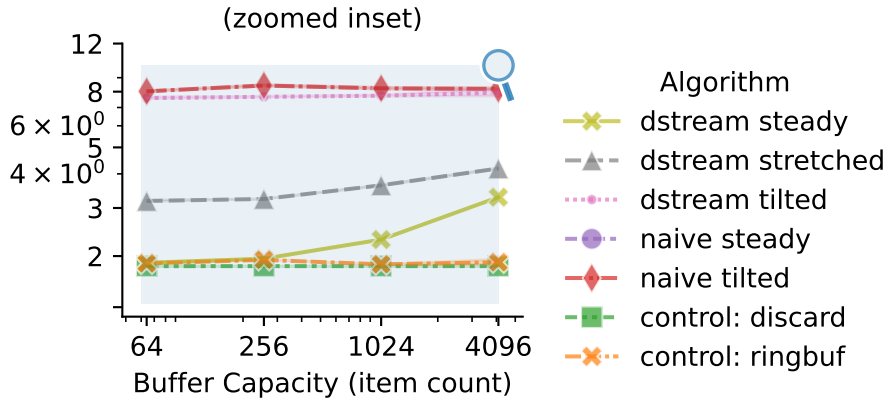 (zoomed inset)
12
8
6 × 10⁰
5
4 × 10⁰
3
2
64 256 1024 4096
Buffer Capacity (item count)
Algorithm
dstream steady
dstream stretched
dstream tilted
naive steady
naive tilted
control: discard
control: ringbuf